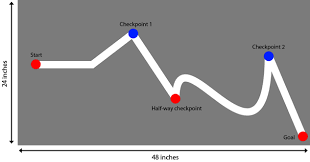 Checkpoint 1
Start
Checkpoint 2
Half-way checkpoint
Goal
24 inches
48 inches